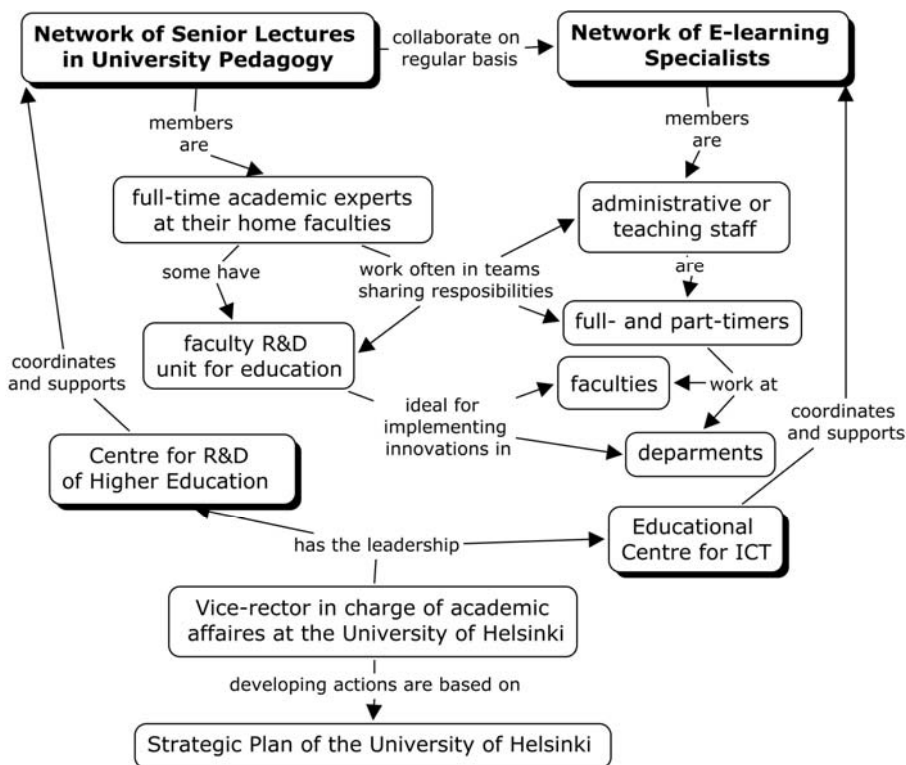 Network of Senior Lectures
in University Pedagogy
collaborate on
regular basis
Network of E-learning
Specialists
members
are
members
are
full-time academic experts
at their home faculties
administrative or
teaching staff
some have
work often in teams
sharing resposibilities
are
full- and part-timers
faculty R&D
unit for education
coordinates
and supports
faculties
work at
ideal for
implementing
innovations in
coordinates
and supports
deparments
Centre for R&D
of Higher Education
Educational
Centre for ICT
has the leadership
Vice-rector in charge of academic
affaires at the University of Helsinki
developing actions are based on
Strategic Plan of the University of Helsinki